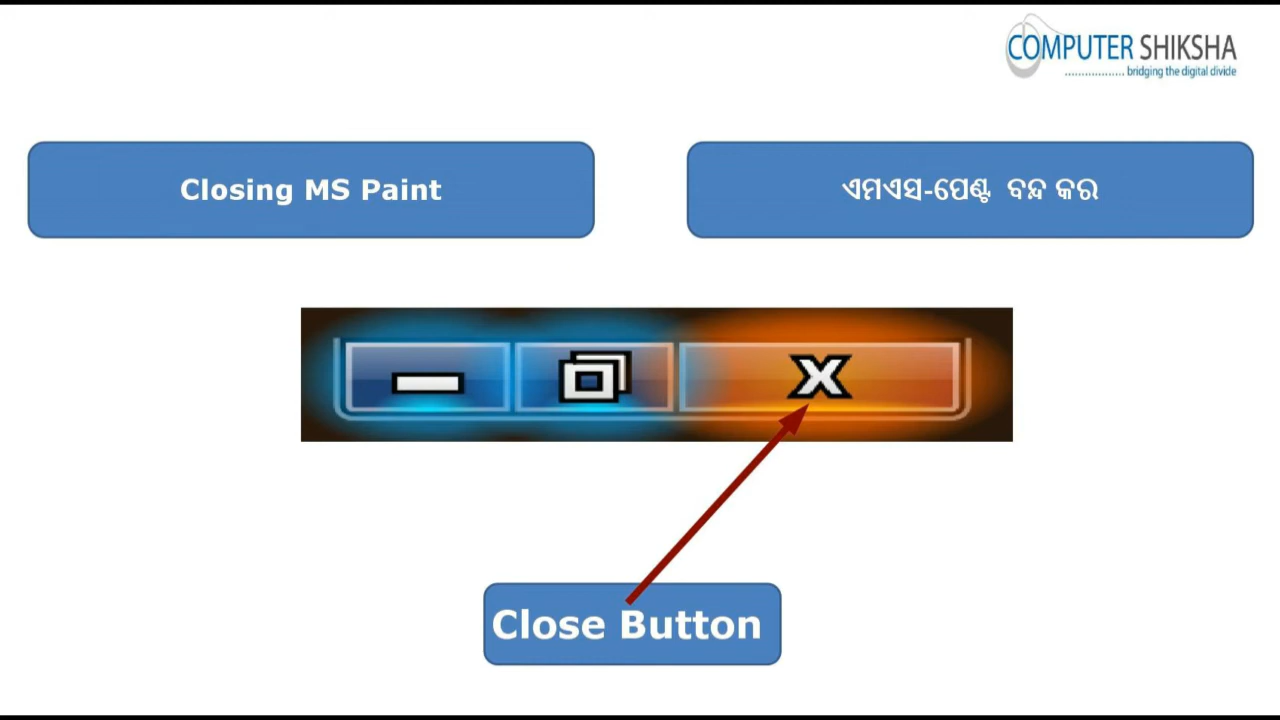 COMPUTER SHIKSHA
..................bridging the digital divide
Closing MS Paint
ଏମଏସ-ପେଣ୍ଟ ବନ୍ଦ କର
Close Button